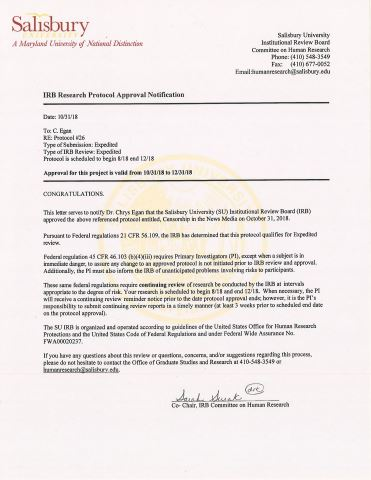 Salisbury
UNIVERSITY
A Maryland University of National Distinction
Salisbury University
Institutional Review Board
Committee on Human Research
Phone: (410) 548-3549
Fax: (410) 677-0052
Email:humanresearch@salisbury.edu
IRB Research Protocol Approval Notification
Date: 10/31/18
To: C. Egan
RE: Protocol #26
Type of Submission: Expedited
Type of IRB Review: Expedited
Protocol is scheduled to begin 8/18 end 12/18
Approval for this project is valid from 10/31/18 to 12/31/18
CONGRATULATIONS.
This letter serves to notify Dr. Chrys Egan that the Salisbury University (SU) Institutional Review Board (IRB)
approved the above referenced protocol entitled, Censorship in the News Media on October 31, 2018.
Pursuant to Federal regulations 21 CFR 56.109, the IRB has determined that this protocol qualifies for Expedited
review.
Federal regulation 45 CFR 46.103 (b)(4)(iii) requires Primary Investigators (PI), except when a subject is in
immediate danger, to assure any change to an approved protocol is not initiated prior to IRB review and approval.
Additionally, the PI must also inform the IRB of unanticipated problems involving risks to participants.
These same federal regulations require continuing review of research be conducted by the IRB at intervals
appropriate to the degree of risk. Your research is scheduled to begin 8/18 and end 12/18. When necessary, the PI
will receive a continuing review reminder notice prior to date protocol approval ends; however, it is the PI's
responsibility to submit continuing review reports in a timely manner (at least 3 weeks prior to scheduled end date
on the protocol approval).
The SU IRB is organized and operated according to guidelines of the United States Office for Human Research
Protections and the United States Code of Federal Regulations and under Federal Wide Assurance No.
FWA00020237.
If you have any questions about this review or questions, concerns, and/or suggestions regarding this process,
please do not hesitate to contact the Office of Graduate Studies and Research at 410-548-3549 or
humanresearch@salisbury.edu.
Co- Chair, IRB Committee on Human Research